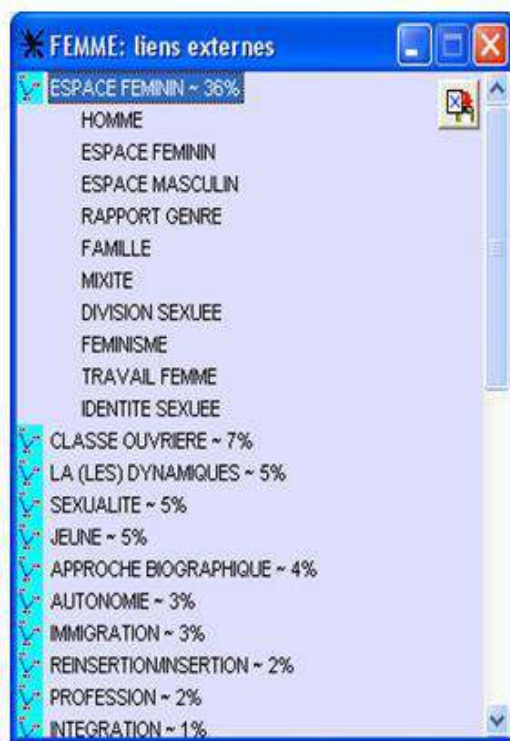 FEMME: liens externes
ESPACE FEMININ ~ 36%
HOMME
ESPACE FEMININ
ESPACE MASCULIN
RAPPORT GENRE
FAMILLE
MIXITE
DIVISION SEXUEE
FEMINISME
TRAVAIL FEMME
IDENTITE SEXUEE
CLASSE OUVRIERE ~ 7%
LA (LES) DYNAMIQUES ~ 5%
SEXUALITE ~ 5%
JEUNE ~ 5%
APPROCHE BIOGRAPHIQUE ~ 4%
AUTONOMIE ~ 3%
IMMIGRATION ~ 3%
REINSERTION/INSERTION ~ 2%
PROFESSION ~ 2%
INTEGRATION ~ 1%